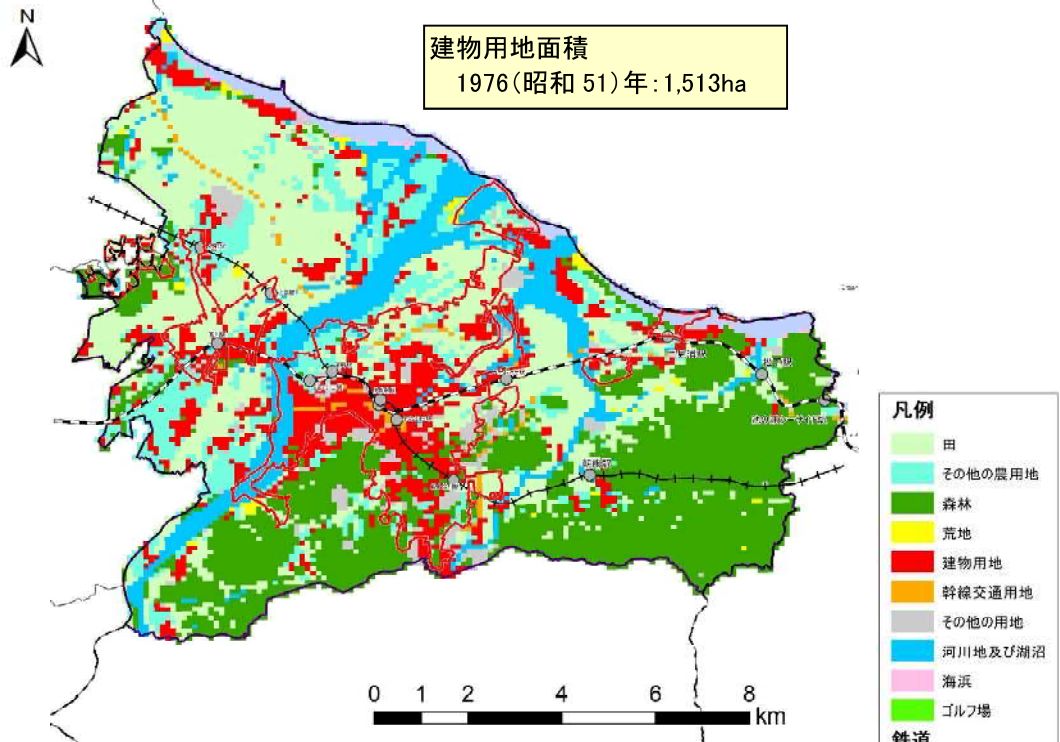 N
建物用地面積
1976(昭和 51)年:1,513ha
凡例
田
その他の農用地
森林
荒地
建物用地
幹線交通用地
その他の用地
河川地及び湖沼
海浜
ゴルフ場
鉄道
0 1 2 4 6 8
km